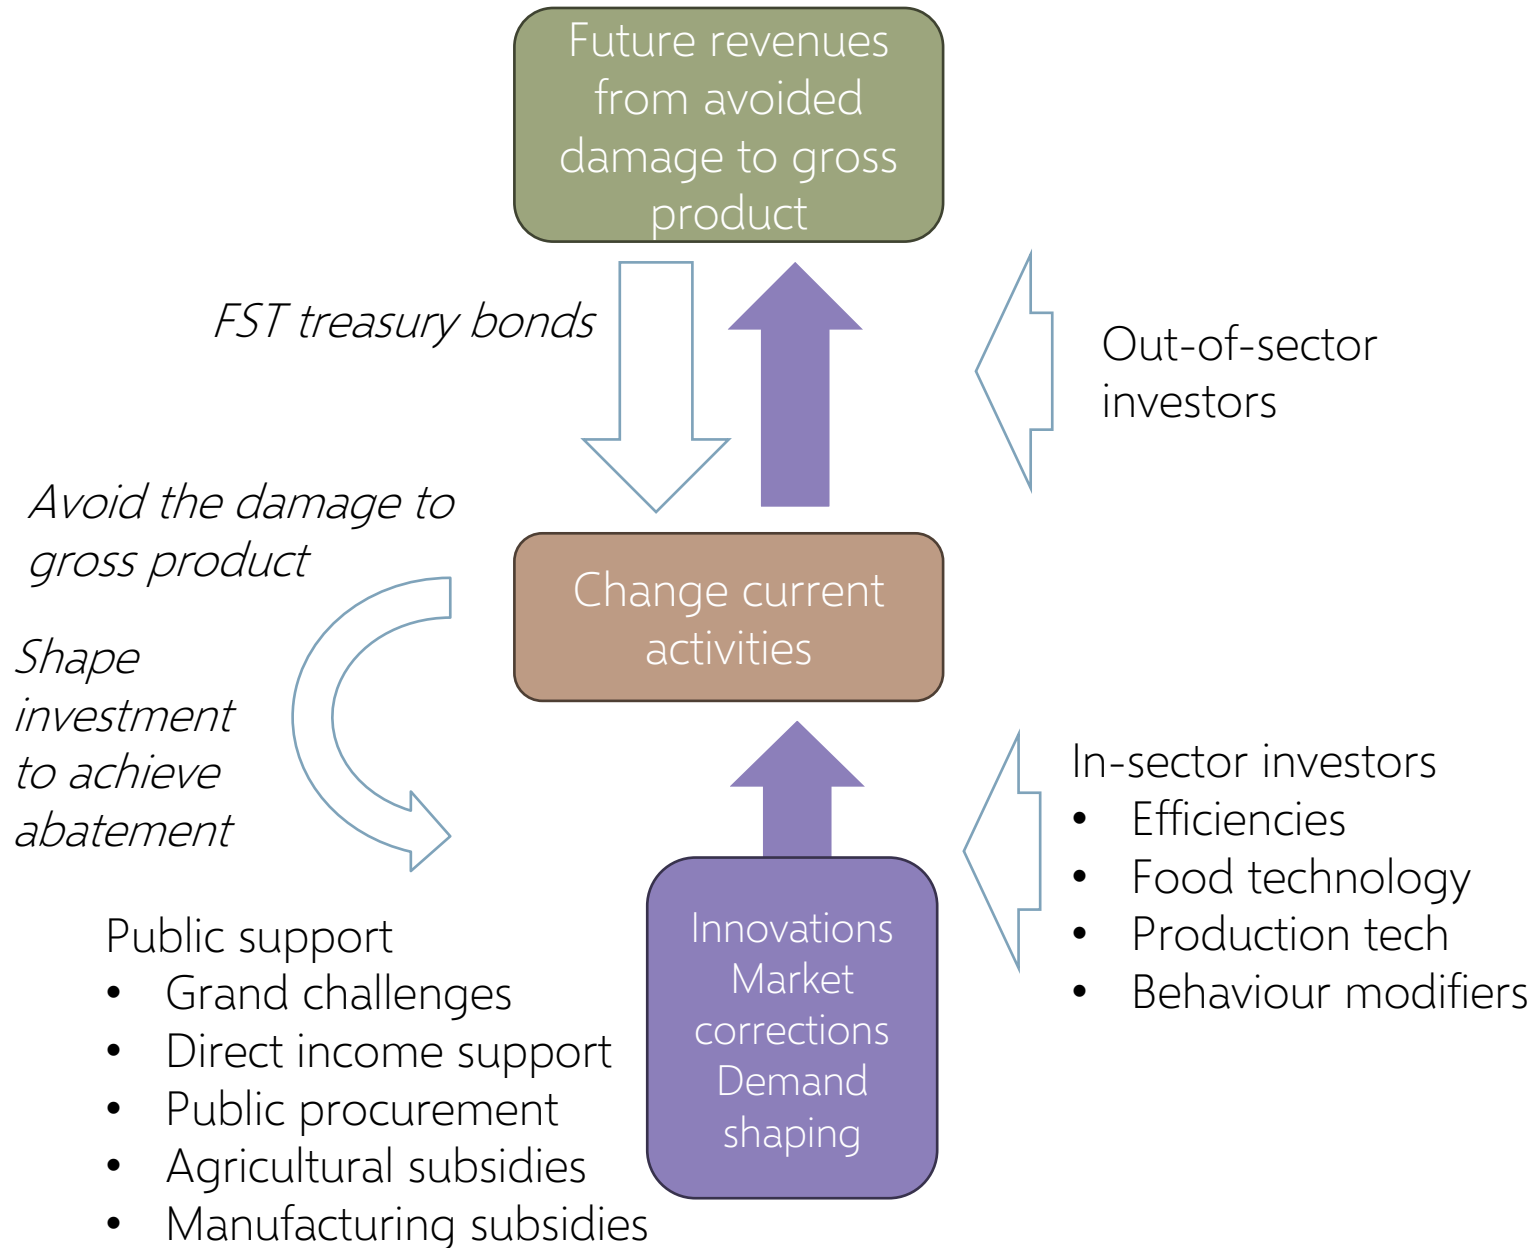 Future revenues
from avoided
damage to gross
product
FST treasury bonds
Out-of-sector
investors
Avoid the damage to
gross product
Change current
activities
Shape
investment
to achieve
abatement
In-sector investors
• Efficiencies
• Food technology
• Production tech
• Behaviour modifiers
Public support
• Grand challenges
• Direct income support
• Public procurement
• Agricultural subsidies
• Manufacturing subsidies
Innovations
Market
corrections
Demand
shaping